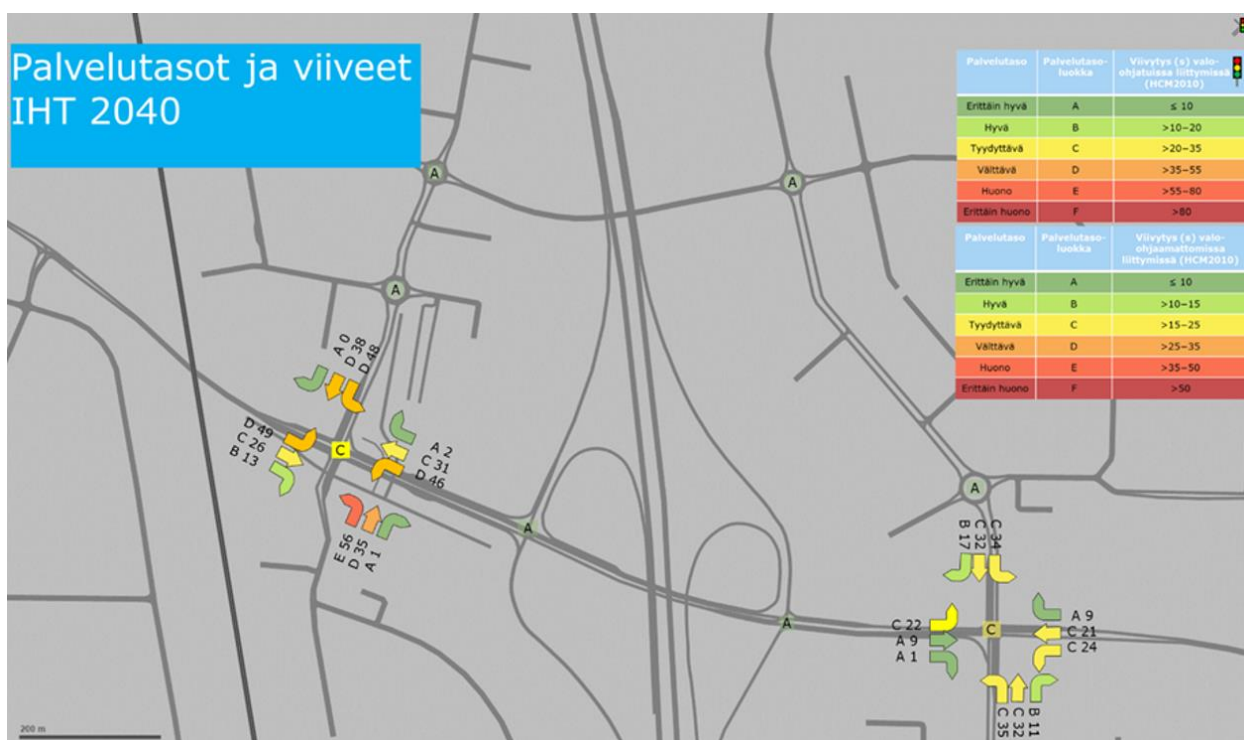 Palvelutasot ja viiveet
IHT 2040
Palvelutaso Palvelutaso-luokka Viivytys (s) valo-ohjatuissa liittymissä (HCM2010)
Erittäin hyvä A ≤ 10
Hyvä B >10–20
Tyydyttävä C >20–35
Välttävä D >35–55
Huono E >55–80
Erittäin huono F >80
Palvelutaso Palvelutaso-luokka Viivytys (s) valo-ohjaamattomissa liittymissä (HCM2010)
Erittäin hyvä A ≤ 10
Hyvä B >10–15
Tyydyttävä C >15–25
Välttävä D >25–35
Huono E >35–50
Erittäin huono F >50
A
A
A
A 0
D 38
D 48
D 49
C 26
B 13
C
A 2
C 31
D 46
E 56
D 35
A 1
A
A
A
B 17
C 32
C 34
C 22
A 9
A 1
C
A 9
C 21
C 24
C 35
C 32
B 11
200 m